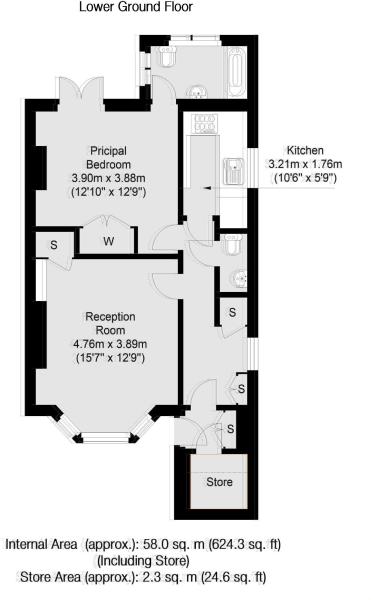 Lower Ground Floor
Pricipal
Bedroom
3.90m x 3.88m
(12'10" x 12'9")
Kitchen
3.21m x 1.76m
(10'6" x 5'9")
S
W
Reception
Room
4.76m x 3.89m
(15'7" x 12'9")
S
S
S
Store
Internal Area (approx.): 58.0 sq. m (624.3 sq. ft)
(Including Store)
Store Area (approx.): 2.3 sq. m (24.6 sq. ft)